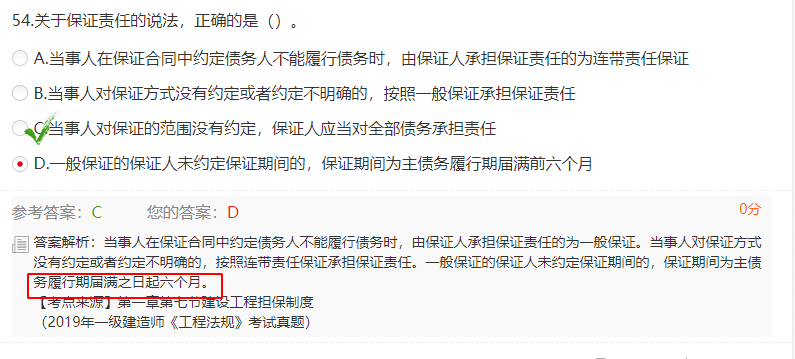 54.关于保证责任的说法，正确的是（）。
A.当事人在保证合同中约定债务人不能履行债务时，由保证人承担保证责任的为连带责任保证
B.当事人对保证方式没有约定或者约定不明确的，按照一般保证承担保证责任
C.当事人对保证的范围没有约定，保证人应当对全部债务承担责任
D.一般保证的保证人未约定保证期间的，保证期间为主债务履行期届满前六个月
参考答案：C 您的答案：D 0分
答案解析：当事人在保证合同中约定债务人不能履行债务时，由保证人承担保证责任的为一般保证。当事人对保证方式
没有约定或者约定不明确的，按照连带责任保证承担保证责任。一般保证的保证人未约定保证期间的，保证期间为主债
务履行期届满之日起六个月。
【考点来源】第一章第七节建设工程担保制度
（2019年一级建造师《工程法规》考试真题）